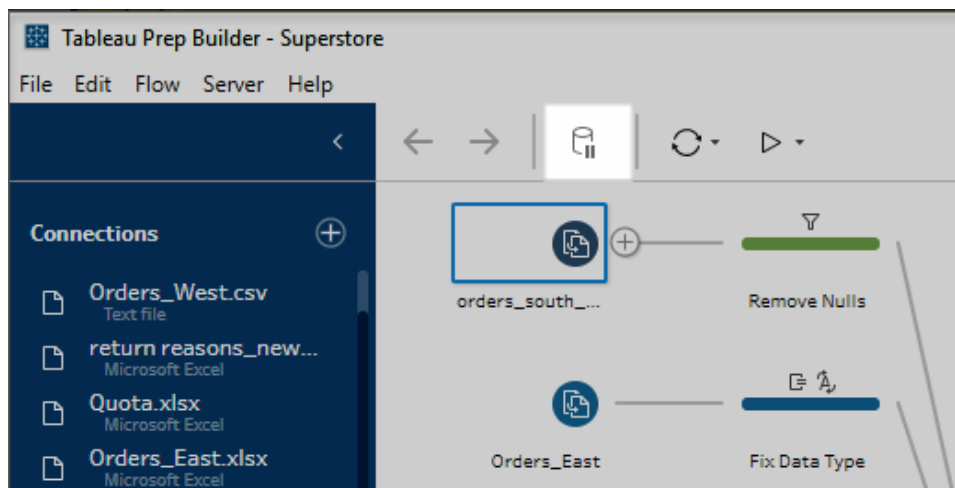 Tableau Prep Builder - Superstore
File Edit Flow Server Help
Connections
Orders_West.csv
Text file
return reasons_new...
Microsoft Excel
Quota.xlsx
Microsoft Excel
Orders_East.xlsx
Microsoft Excel
orders_south_...
Remove Nulls
Orders_East
Fix Data Type